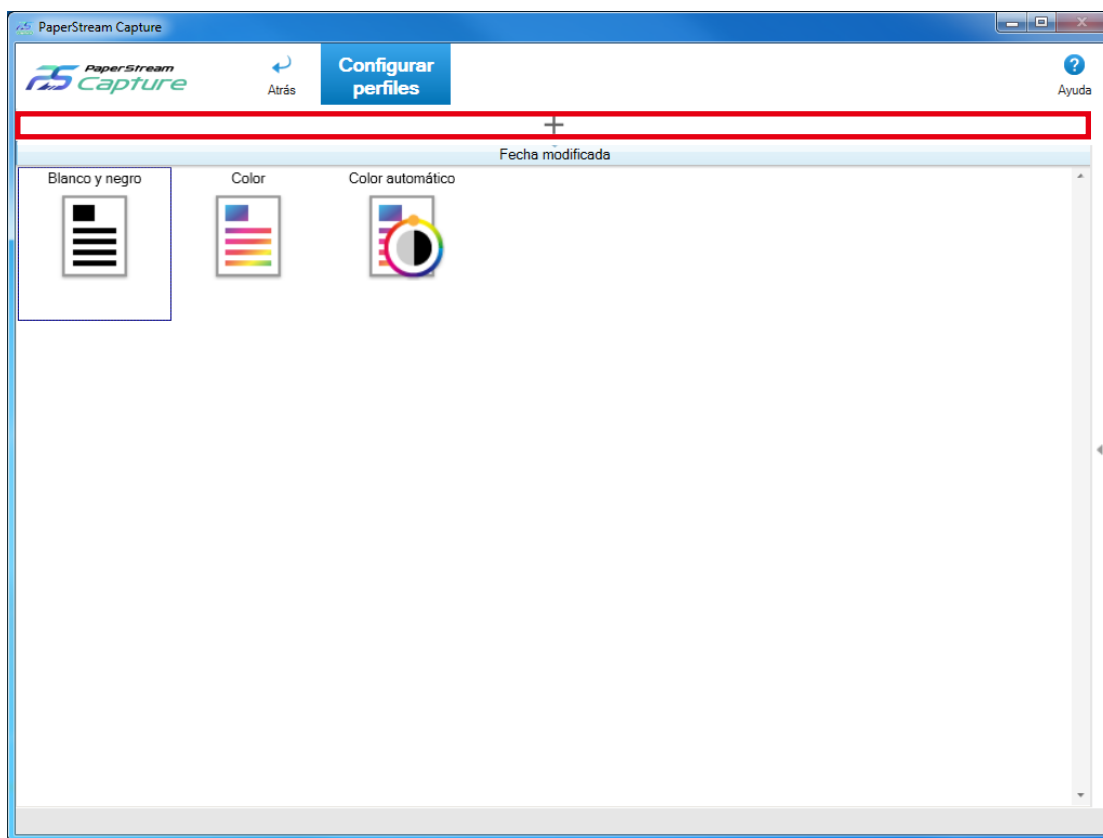 PaperStream Capture
PaperStream
Capture
Atrás
Configurar
perfiles
Ayuda
Fecha modificada
Blanco y negro
Color
Color automático